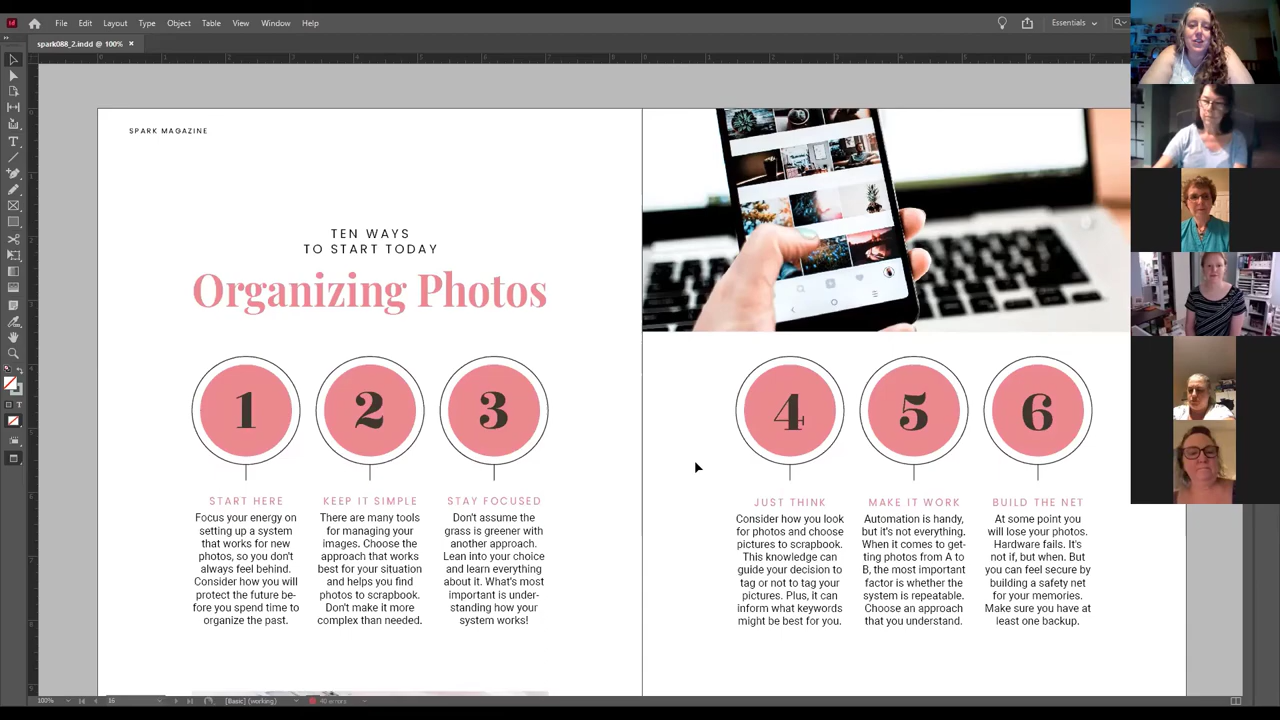 File Edit Layout Type Object Table View Window Help
Essentials
spark088_2.indd @ 100% ×
SPARK MAGAZINE
TEN WAYS
TO START TODAY
Organizing Photos
1 2 3
START HERE
Focus your energy on
setting up a system
that works for new
photos, so you don't
always feel behind.
Consider how you will
protect the future be-
fore you spend time to
organize the past.
KEEP IT SIMPLE
There are many tools
for managing your
images. Choose the
approach that works
best for your situation
and helps you find
photos to scrapbook.
Don't make it more
complex than needed.
STAY FOCUSED
Don't assume the
grass is greener with
another approach.
Lean into your choice
and learn everything
about it. What's most
important is under-
standing how your
system works!
4 5 6
JUST THINK
Consider how you look
for photos and choose
pictures to scrapbook.
This knowledge can
guide your decision to
tag or not to tag your
pictures. Plus, it can
inform what keywords
might be best for you.
MAKE IT WORK
Automation is handy,
but it's not everything.
When it comes to get-
ting photos from A to
B, the most important
factor is whether the
system is repeatable.
Choose an approach
that you understand.
BUILD THE NET
At some point you
will lose your photos.
Hardware fails. It's
not if, but when. But
you can feel secure by
building a safety net
for your memories.
Make sure you have at
least one backup.
100% 16 [Basic] (working) 40 errors